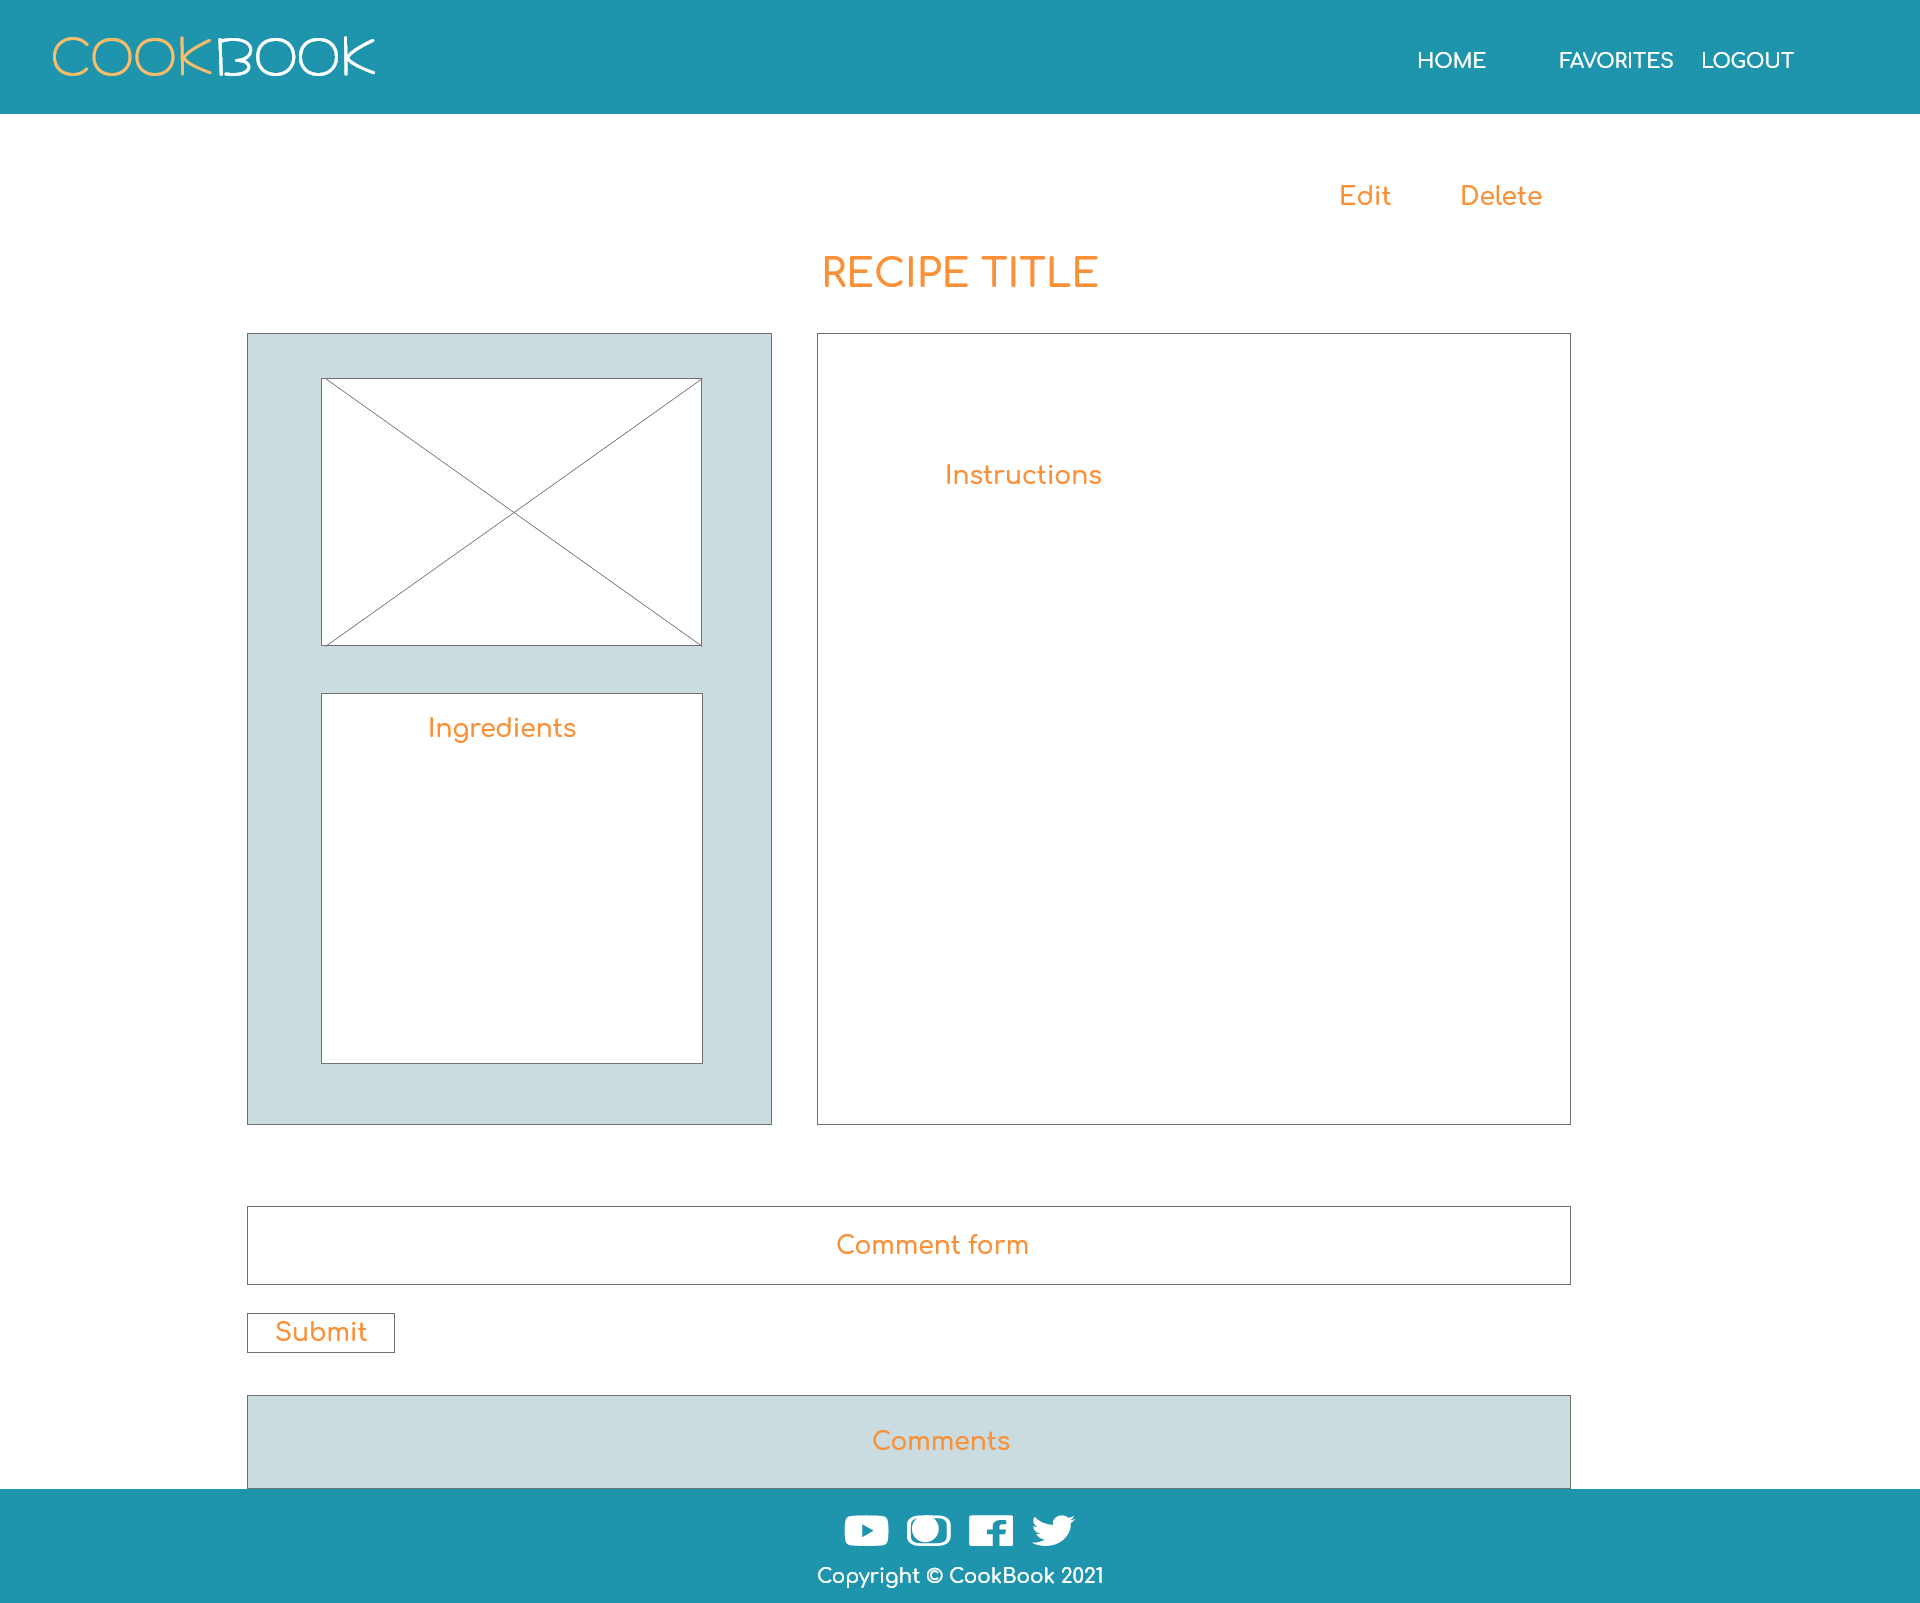 COOKBOOK HOME FAVORITES LOGOUT
Edit Delete
RECIPE TITLE
Instructions
Ingredients
Comment form
Submit
Comments
Copyright © CookBook 2021